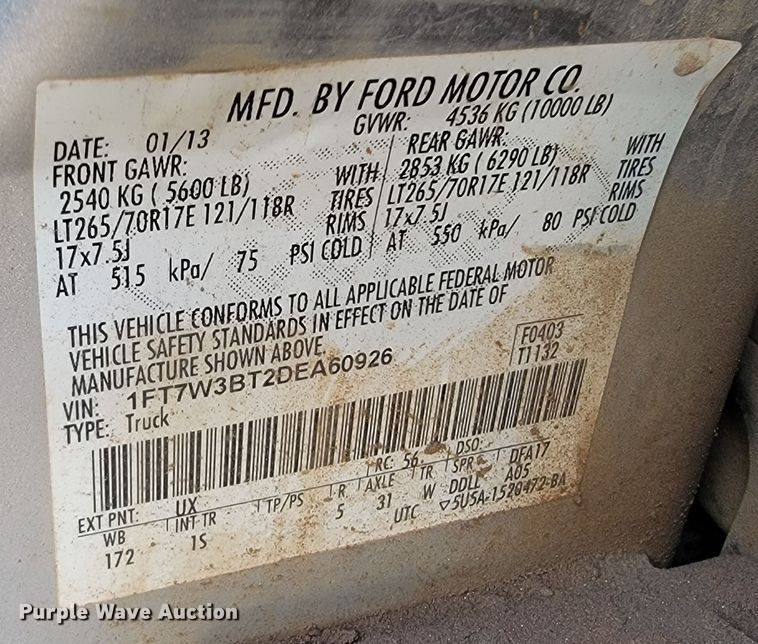 MFD. BY FORD MOTOR CO.
DATE: 01/13 GVWR: 4536 KG (10000 LB)
FRONT GAWR: REAR GAWR:
2540 KG ( 5600 LB) WITH 2853 KG ( 6290 LB) WITH
LT265/70R17E 121/118R TIRES LT265/70R17E 121/118R TIRES
17x7.5J RIMS 17x7.5J RIMS
AT 515 kPa/ 75 PSI COLD AT 550 kPa/ 80 PSI COLD
THIS VEHICLE CONFORMS TO ALL APPLICABLE FEDERAL MOTOR
VEHICLE SAFETY STANDARDS IN EFFECT ON THE DATE OF
MANUFACTURE SHOWN ABOVE.
VIN: 1FT7W3BT2DEA60926 F0403
TYPE: Truck T1132
EXT PNT: UX RC: 56 DSO:
WB INT TR TP/PS R AXLE TR SPR DFA17
172 1S 5 31 W DDLL A05
UTC ▽5U5A-1520472-BA
Purple Wave Auction